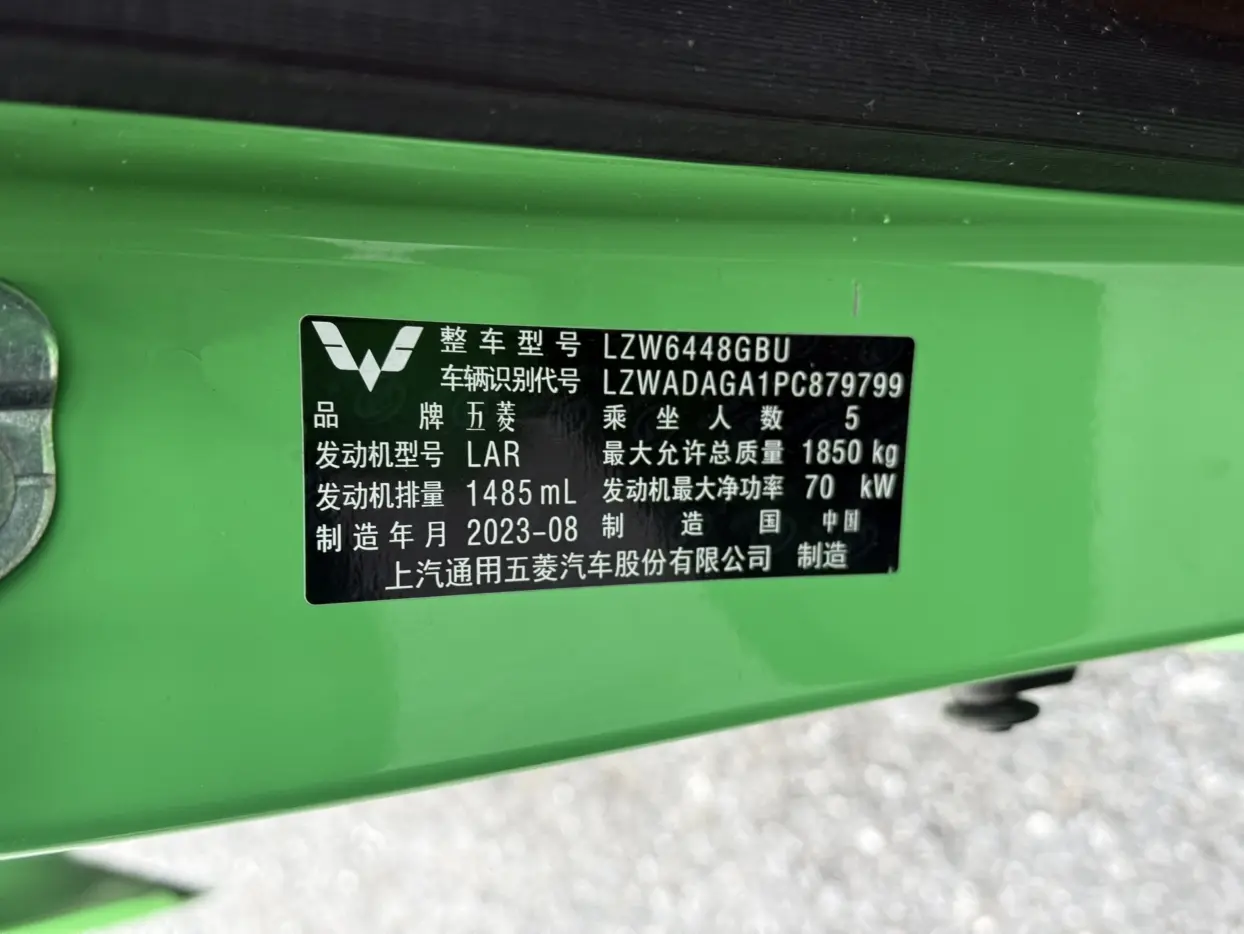 整车型号 LZW6448GBU
车辆识别代号 LZWADAGA1PC879799
品牌 五菱 乘坐人数 5
发动机型号 LAR 最大允许总质量 1850 kg
发动机排量 1485 mL 发动机最大净功率 70 kW
制造年月 2023-08 制造国 中国
上汽通用五菱汽车股份有限公司 制造